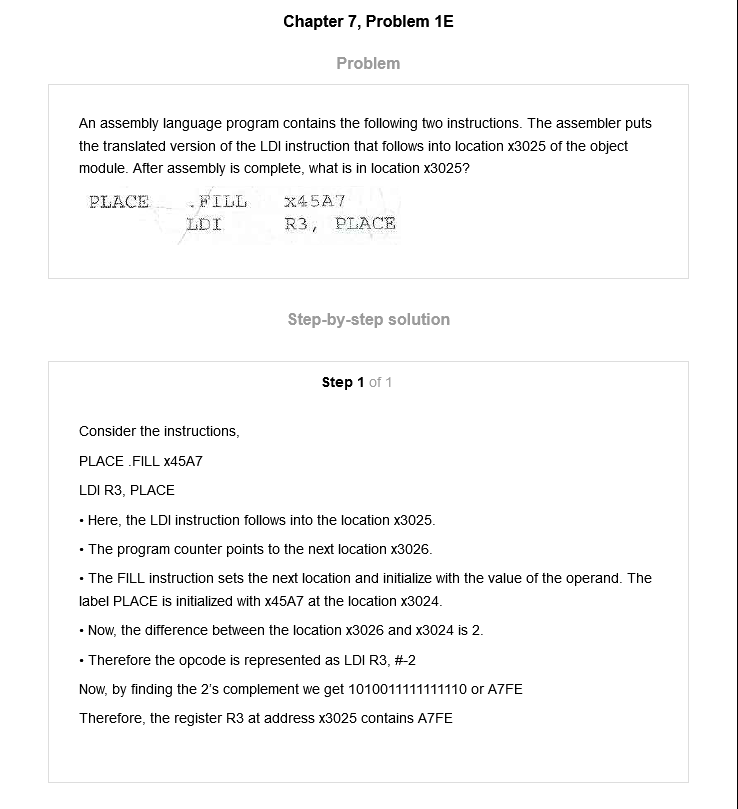 Chapter 7, Problem 1E
Problem
An assembly language program contains the following two instructions. The assembler puts
the translated version of the LDI instruction that follows into location x3025 of the object
module. After assembly is complete, what is in location x3025?
PLACE .FILL x45A7
LDI R3, PLACE
Step-by-step solution
Step 1 of 1
Consider the instructions,
PLACE .FILL x45A7
LDI R3, PLACE
• Here, the LDI instruction follows into the location x3025.
• The program counter points to the next location x3026.
• The FILL instruction sets the next location and initialize with the value of the operand. The
label PLACE is initialized with x45A7 at the location x3024.
• Now, the difference between the location x3026 and x3024 is 2.
• Therefore the opcode is represented as LDI R3, #-2
Now, by finding the 2's complement we get 1010011111111110 or A7FE
Therefore, the register R3 at address x3025 contains A7FE